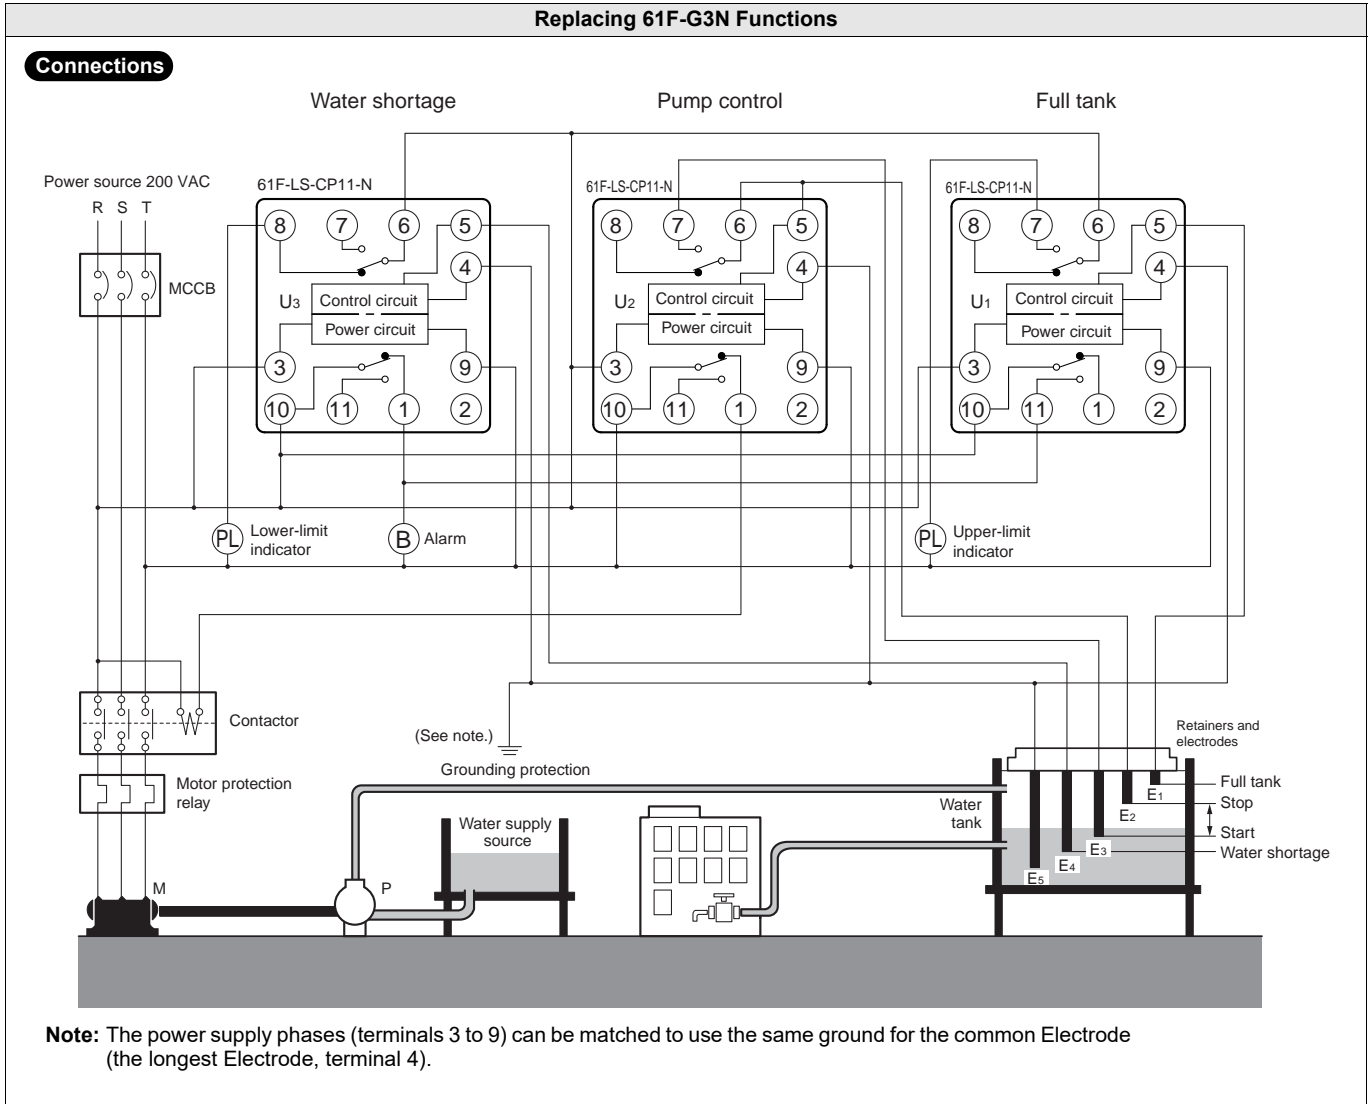 Replacing 61F-G3N Functions
Connections
Water shortage
Pump control
Full tank
Power source 200 VAC
R S T
MCCB
61F-LS-CP11-N
8 7 6 5
4
U3
Control circuit
Power circuit
3 9
10 11 1 2
61F-LS-CP11-N
8 7 6 5
4
U2
Control circuit
Power circuit
3 9
10 11 1 2
61F-LS-CP11-N
8 7 6 5
4
U1
Control circuit
Power circuit
3 9
10 11 1 2
PL
Lower-limit
indicator
B
Alarm
PL
Upper-limit
indicator
Contactor
(See note.)
Grounding protection
Motor protection
relay
Retainers and
electrodes
Water
tank
Water supply
source
M
P
E1
E2
E3
E4
E5
Full tank
Stop
Start
Water shortage
Note: The power supply phases (terminals 3 to 9) can be matched to use the same ground for the common Electrode
(the longest Electrode, terminal 4).